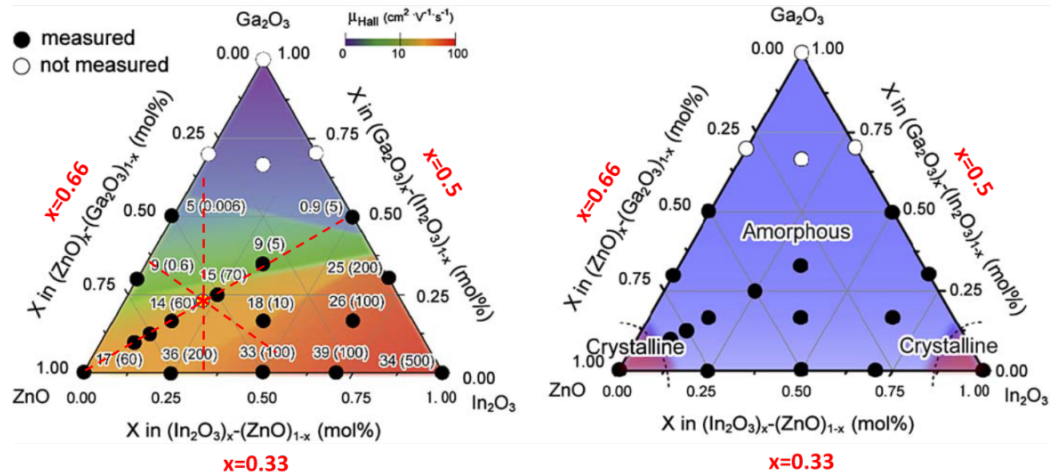 Ga₂O₃
μHall (cm² ·V⁻¹·s⁻¹)
1 10 100
measured
not measured
0.00 1.00
0.25 0.75
0.50 0.50
0.75 0.25
1.00 0.00
X in (ZnO)ₓ-(Ga₂O₃)₁₋ₓ (mol%)
X in (Ga₂O₃)ₓ-(In₂O₃)₁₋ₓ (mol%)
x=0.66
x=0.5
5 (0.006)
0.9 (5)
9 (5)
9 (0.6)
15 (70)
25 (200)
14 (60)
18 (10)
26 (100)
17 (60)
36 (200)
33 (100)
39 (100)
34 (500)
ZnO
0.00 0.25 0.50 0.75 1.00
In₂O₃
X in (In₂O₃)ₓ-(ZnO)₁₋ₓ (mol%)
x=0.33
Ga₂O₃
0.00 1.00
0.25 0.75
0.50 0.50
0.75 0.25
1.00 0.00
X in (ZnO)ₓ-(Ga₂O₃)₁₋ₓ (mol%)
X in (Ga₂O₃)ₓ-(In₂O₃)₁₋ₓ (mol%)
x=0.66
x=0.5
Amorphous
Crystalline
Crystalline
ZnO
0.00 0.25 0.50 0.75 1.00
In₂O₃
X in (In₂O₃)ₓ-(ZnO)₁₋ₓ (mol%)
x=0.33